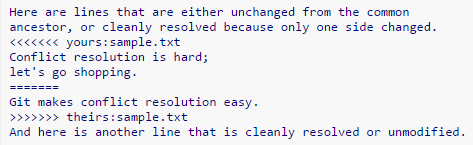 Here are lines that are either unchanged from the common
ancestor, or cleanly resolved because only one side changed.
<<<<<<< yours:sample.txt
Conflict resolution is hard;
let's go shopping.
=======
Git makes conflict resolution easy.
>>>>>>> theirs:sample.txt
And here is another line that is cleanly resolved or unmodified.